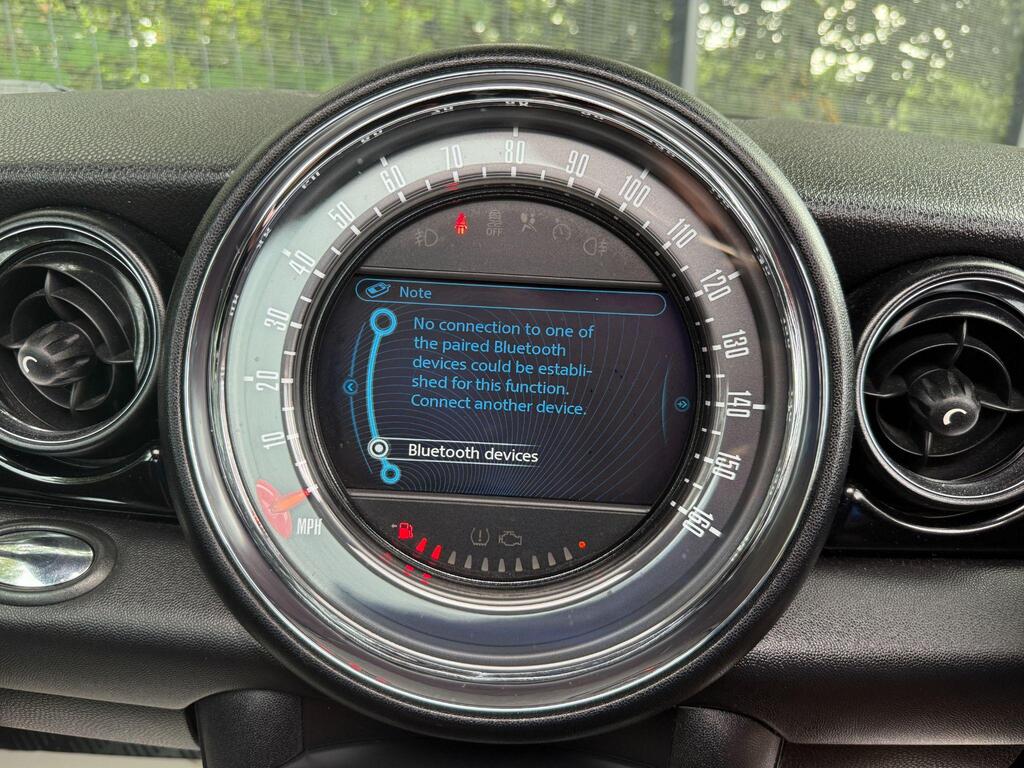 10
20
30
40
50
60
70
80
90
100
110
120
130
140
150
160
MPH
OFF
Note
No connection to one of
the paired Bluetooth
devices could be establi-
shed for this function.
Connect another device.
Bluetooth devices